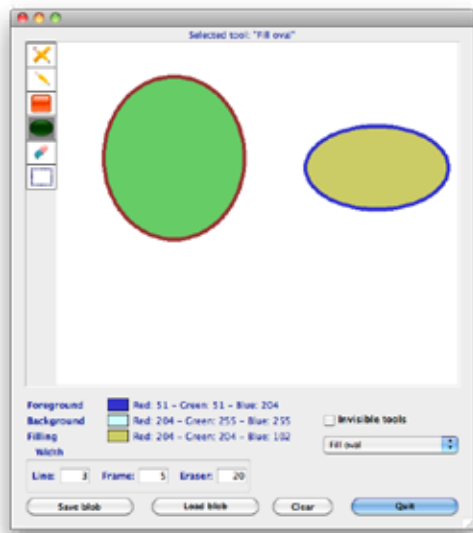 Selected tool: "Fill oval"
Foreground Red: 51 - Green: 51 - Blue: 204
Background Red: 204 - Green: 255 - Blue: 255
Invisible tools
Filling Red: 204 - Green: 204 - Blue: 102
Fill oval
Width
Line: 3 Frame: 5 Eraser: 20
Save blob Load blob Clear Quit